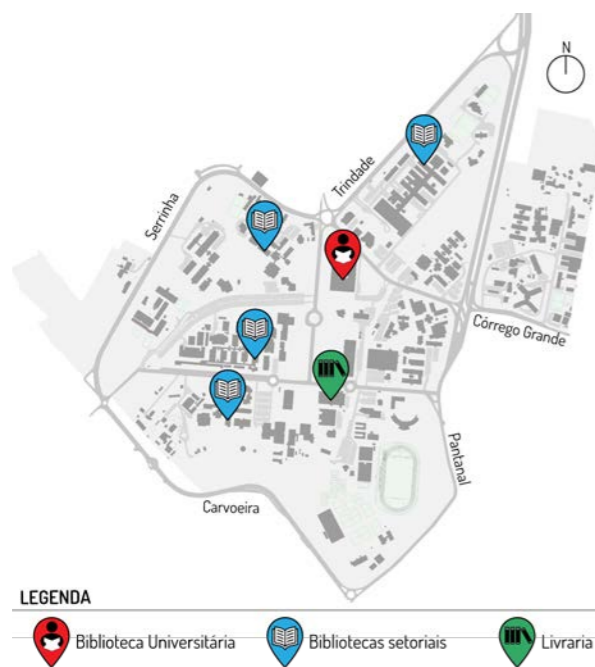 N
Trindade
Serrinha
Córrego Grande
Pantanal
Carvoeira
LEGENDA
Biblioteca Universitária
Bibliotecas setoriais
Livraria